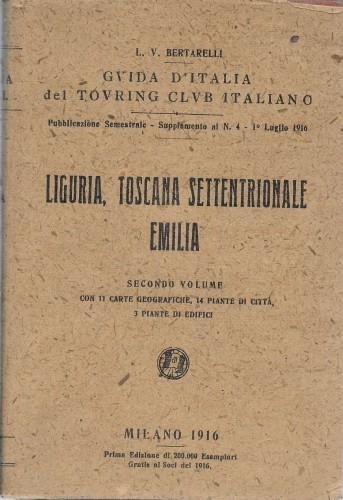 L. V. BERTARELLI
GVIDA D'ITALIA
del TOVRING CLVB ITALIANO
Pubblicazione Semestrale - Supplemento al N. 4 - 1º Luglio 1916
LIGURIA, TOSCANA SETTENTRIONALE
EMILIA
SECONDO VOLUME
CON 11 CARTE GEOGRAFICHE, 14 PIANTE DI CITTÀ,
3 PIANTE DI EDIFICI
MILANO 1916
Prima Edizione di 200.000 Esemplari
Gratis ai Soci del 1916.